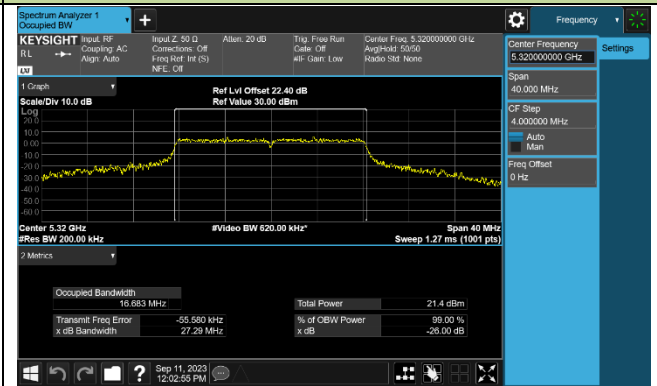 Spectrum Analyzer 1
Occupied BW
Frequency
KEYSIGHT
RL
LXI
Input: RF
Coupling: AC
Align: Auto
Input Z: 50 Ω
Corrections: Off
Freq Ref: Int (S)
NFE: Off
Atten: 20 dB
Trig: Free Run
Gate: Off
#IF Gain: Low
Center Freq: 5.320000000 GHz
Avg|Hold: 50/50
Radio Std: None
Center Frequency
5.320000000 GHz
Settings
Span
40.000 MHz
CF Step
4.000000 MHz
Auto
Man
Freq Offset
0 Hz
1 Graph
Scale/Div 10.0 dB
Ref Lvl Offset 22.40 dB
Ref Value 30.00 dBm
Log
20.0
10.0
0.00
-10.0
-20.0
-30.0
-40.0
-50.0
-60.0
Center 5.32 GHz
#Video BW 620.00 kHz*
Span 40 MHz
#Res BW 200.00 kHz
Sweep 1.27 ms (1001 pts)
2 Metrics
Occupied Bandwidth
16.683 MHz
Total Power
21.4 dBm
Transmit Freq Error
-55.580 kHz
% of OBW Power
99.00 %
x dB Bandwidth
27.29 MHz
x dB
-26.00 dB
?
Sep 11, 2023
12:02:55 PM